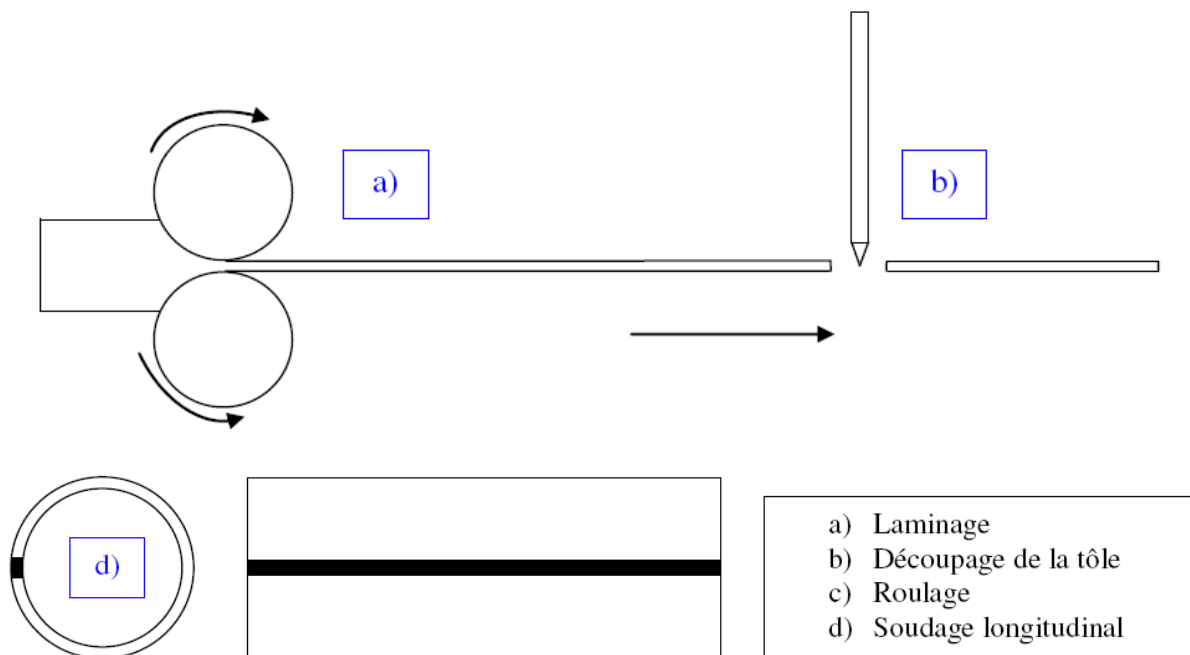 a)
b)
d)
a) Laminage
b) Découpage de la tôle
c) Roulage
d) Soudage longitudinal